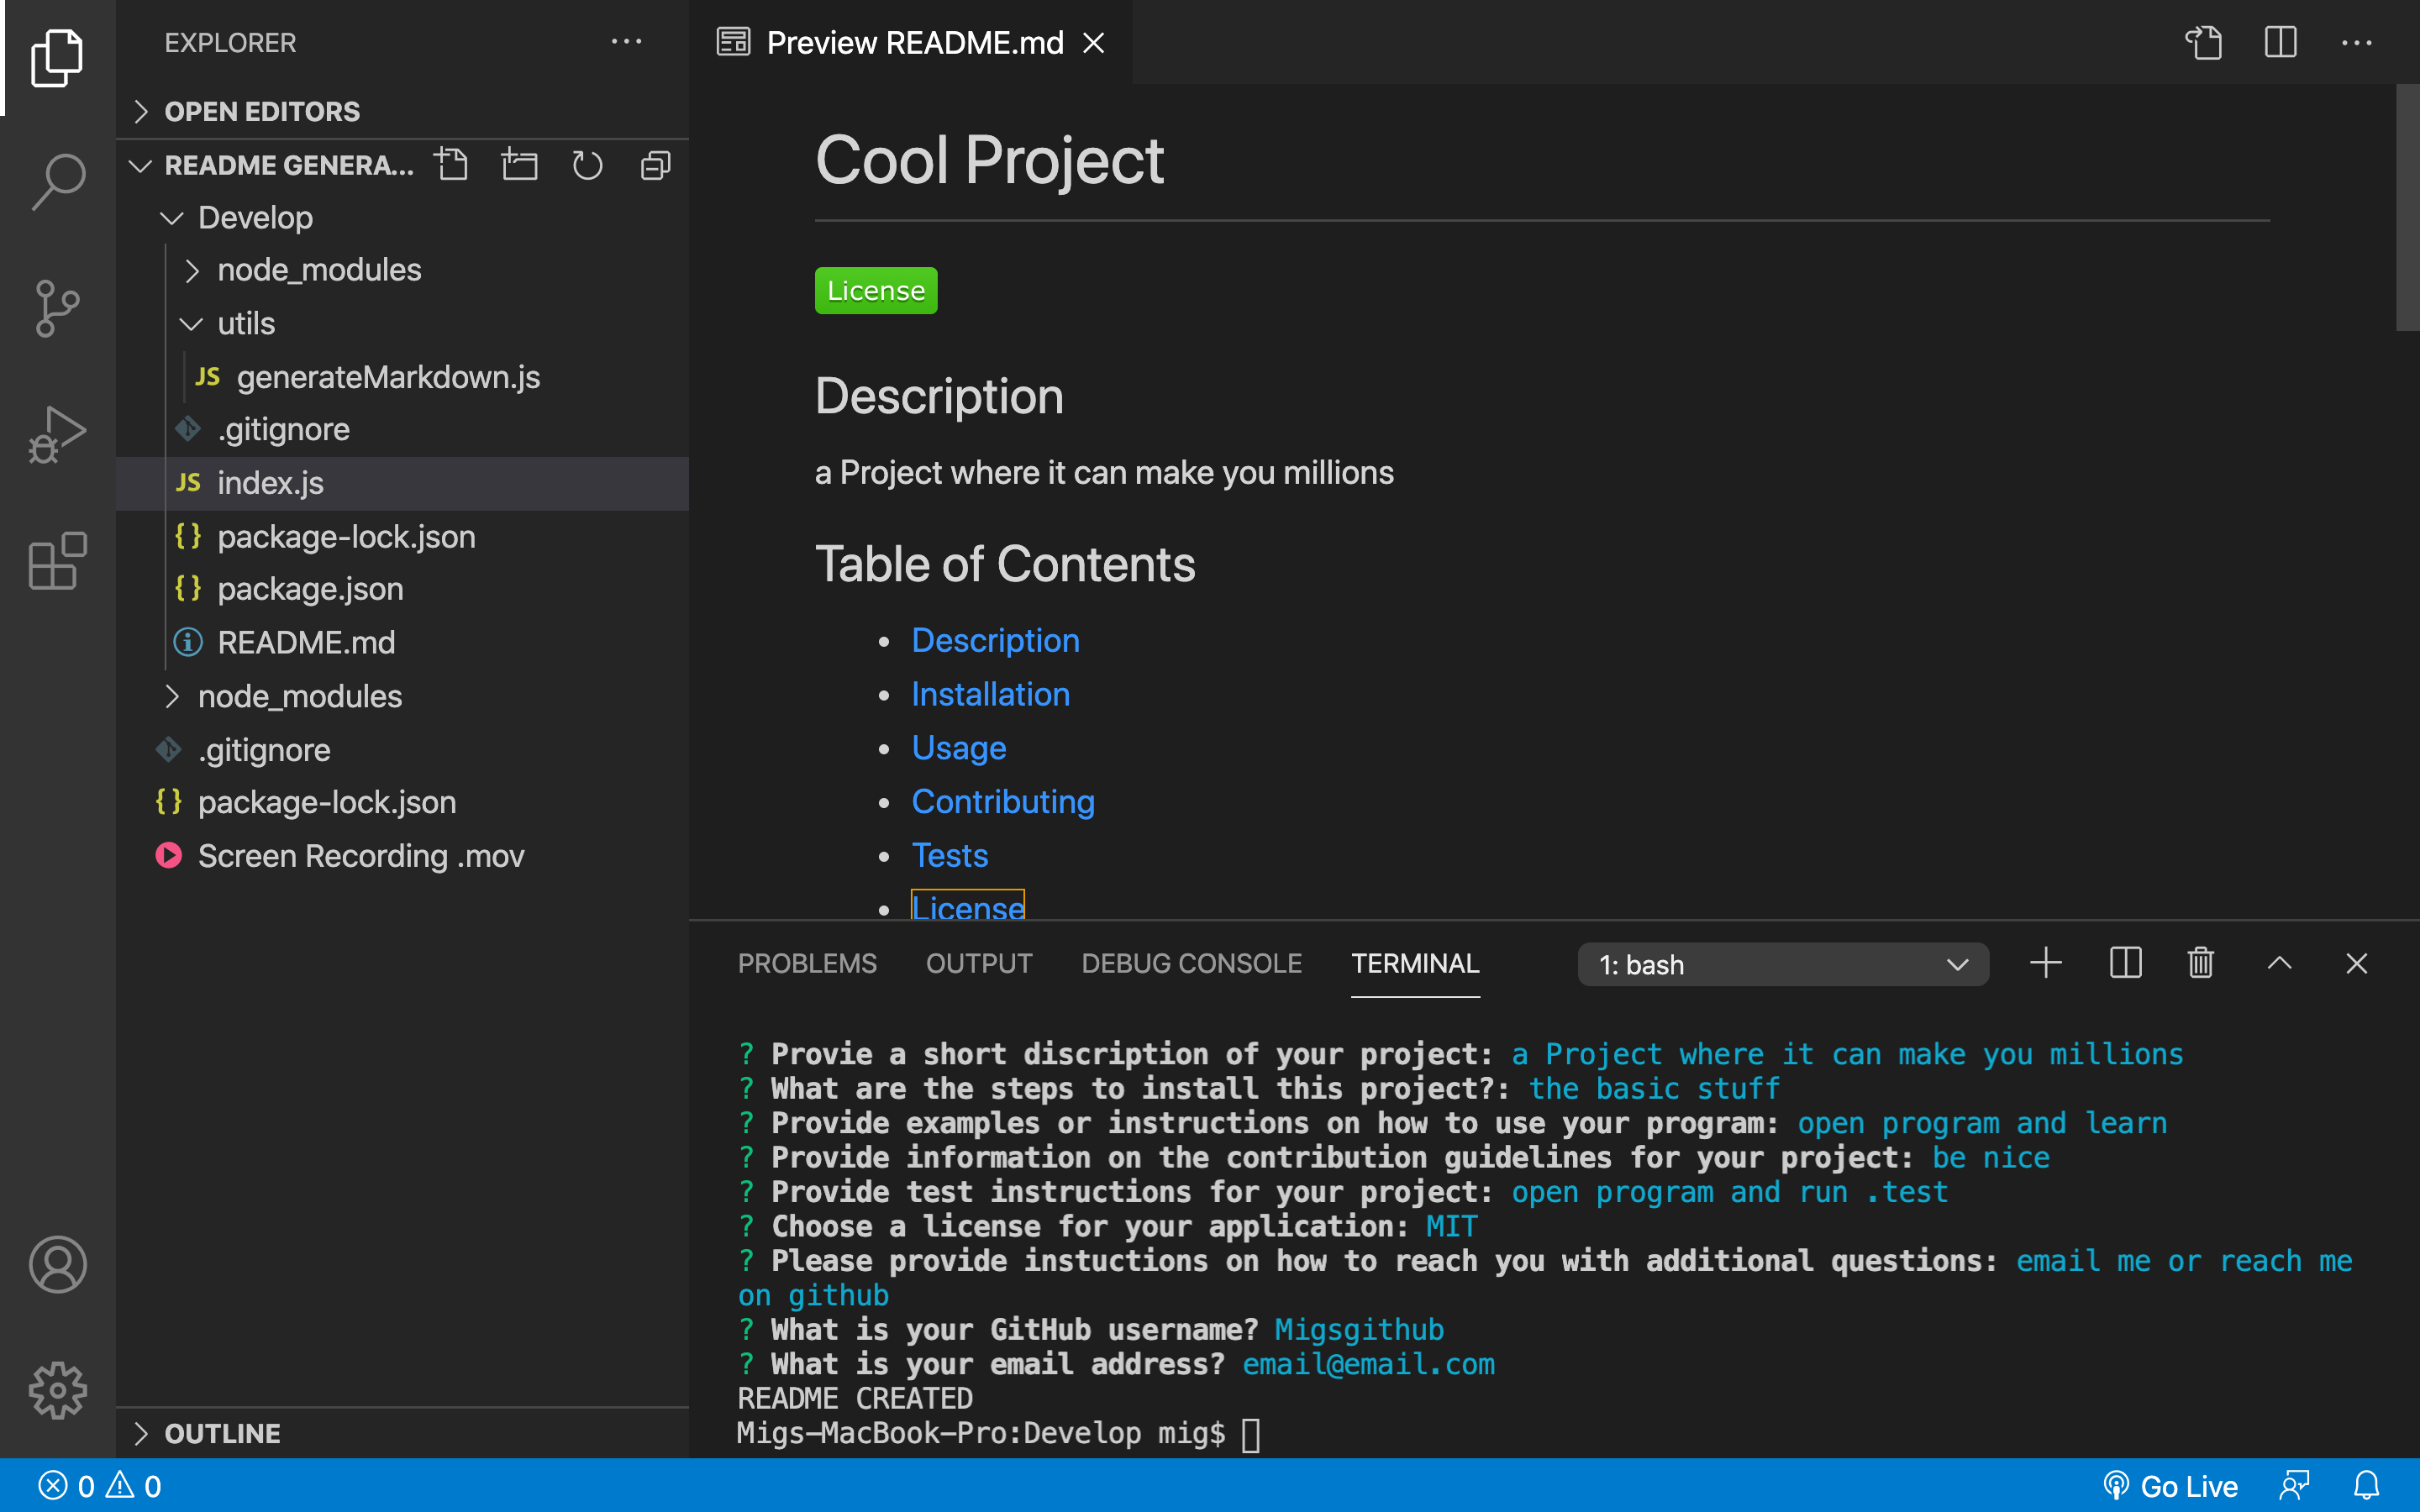 EXPLORER
OPEN EDITORS
README GENERA...
Develop
node_modules
utils
JS generateMarkdown.js
.gitignore
JS index.js
{} package-lock.json
{} package.json
README.md
node_modules
.gitignore
{} package-lock.json
Screen Recording .mov
OUTLINE
Preview README.md
Cool Project
License
Description
a Project where it can make you millions
Table of Contents
• Description
• Installation
• Usage
• Contributing
• Tests
• License
PROBLEMS OUTPUT DEBUG CONSOLE TERMINAL 1: bash
? Provie a short discription of your project: a Project where it can make you millions
? What are the steps to install this project?: the basic stuff
? Provide examples or instructions on how to use your program: open program and learn
? Provide information on the contribution guidelines for your project: be nice
? Provide test instructions for your project: open program and run .test
? Choose a license for your application: MIT
? Please provide instuctions on how to reach you with additional questions: email me or reach me
on github
? What is your GitHub username? Migsgithub
? What is your email address? email@email.com
README CREATED
Migs-MacBook-Pro:Develop mig$
0 0 Go Live